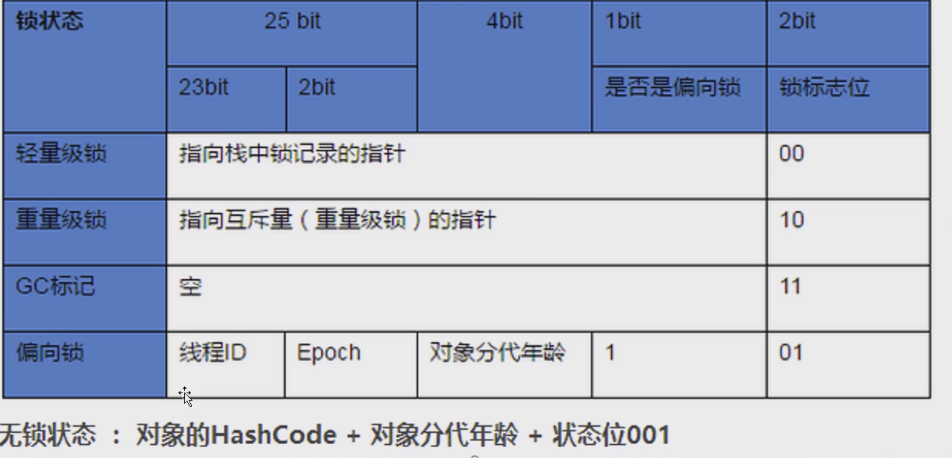 锁状态 25 bit 4bit 1bit 2bit
23bit 2bit 是否是偏向锁 锁标志位
轻量级锁 指向栈中锁记录的指针 00
重量级锁 指向互斥量（重量级锁）的指针 10
GC标记 空 11
偏向锁 线程ID Epoch 对象分代年龄 1 01
无锁状态 ： 对象的HashCode + 对象分代年龄 + 状态位001